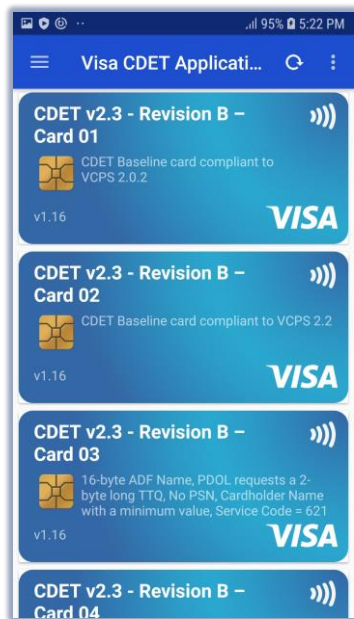 95% 5:22 PM
Visa CDET Applicati...
CDET v2.3 - Revision B –
Card 01
CDET Baseline card compliant to
VCPS 2.0.2
v1.16
VISA
CDET v2.3 - Revision B –
Card 02
CDET Baseline card compliant to VCPS 2.2
v1.16
VISA
CDET v2.3 - Revision B –
Card 03
16-byte ADF Name, PDOL requests a 2-
byte long TTQ, No PSN, Cardholder Name
with a minimum value, Service Code = 621
v1.16
VISA
CDET v2.3 - Revision B –
Card 04